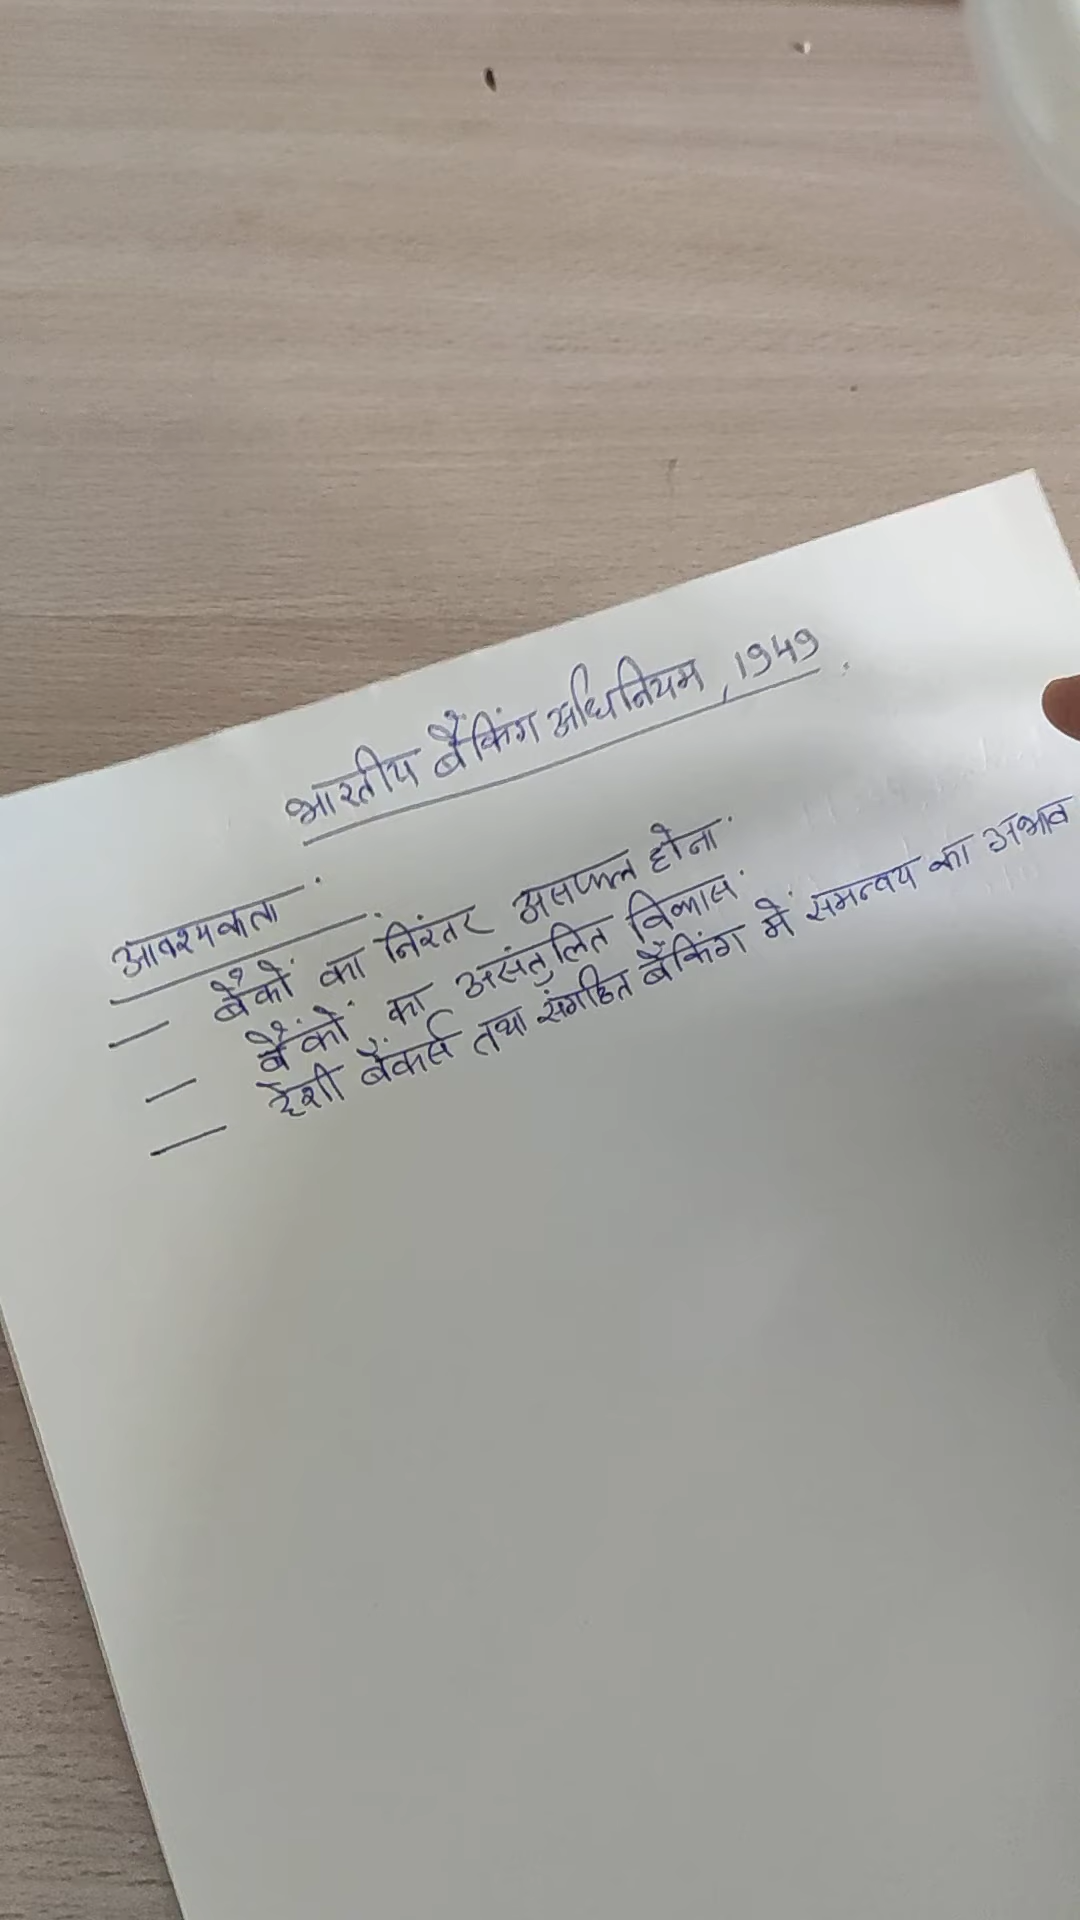 भारतीय बैंकिंग अधिनियम, 1949.
आवश्यकता.
— बैंकों का निरंतर असफल होना.
— बैंकों का असंतुलित विकास.
— देशी बैंकर्स तथा संगठित बैंकिंग में समन्वय का अभाव